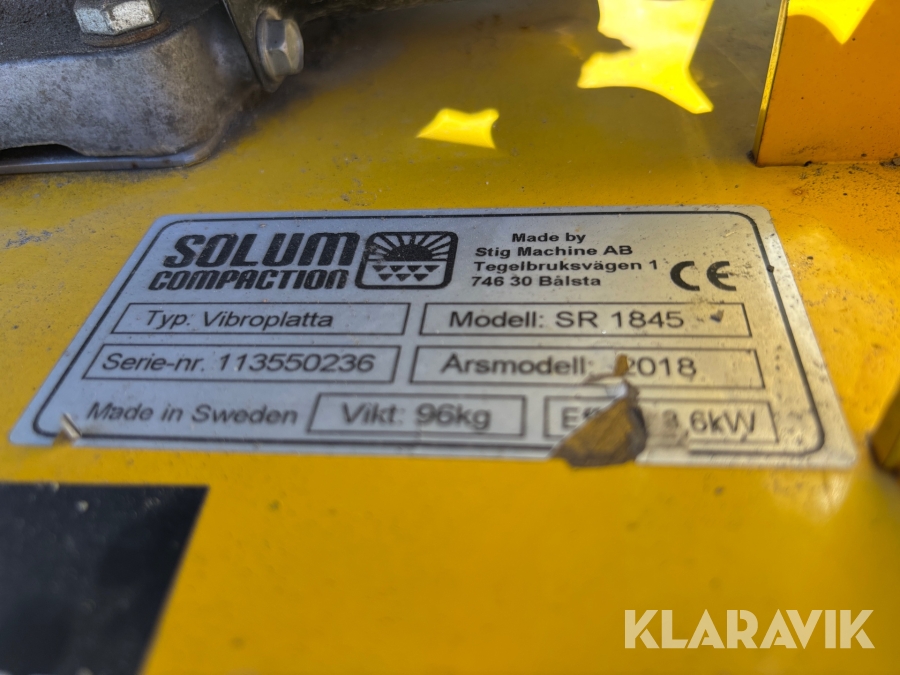 SOLUM
COMPACTION
Made by
Stig Machine AB
Tegelbruksvägen 1
746 30 Bålsta
CE
Typ: Vibroplatta
Modell: SR 1845
Serie-nr. 113550236
Årsmodell: 2018
Made in Sweden
Vikt: 96kg
KLARAVIK